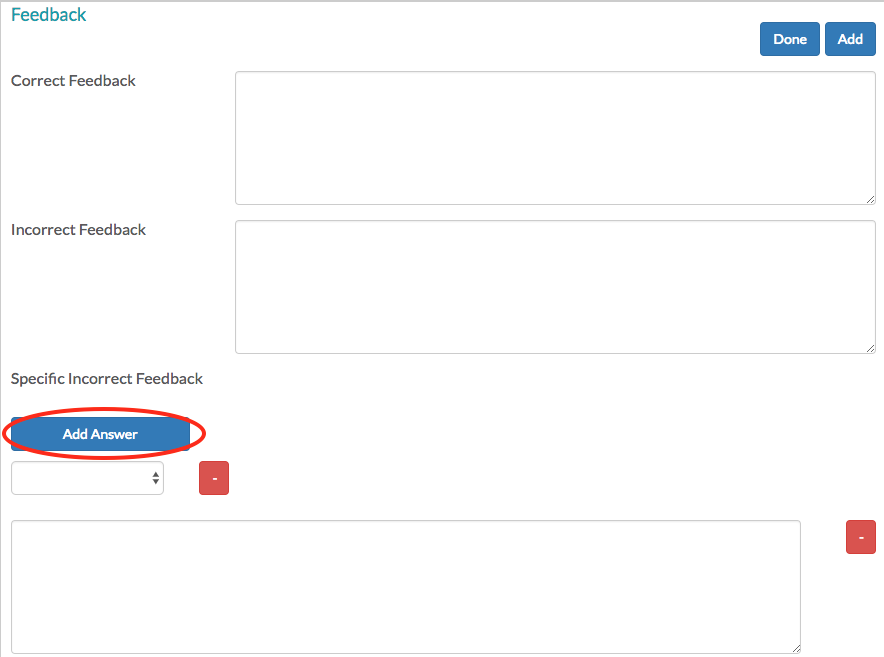 Feedback
Done Add
Correct Feedback
Incorrect Feedback
Specific Incorrect Feedback
Add Answer
-
-